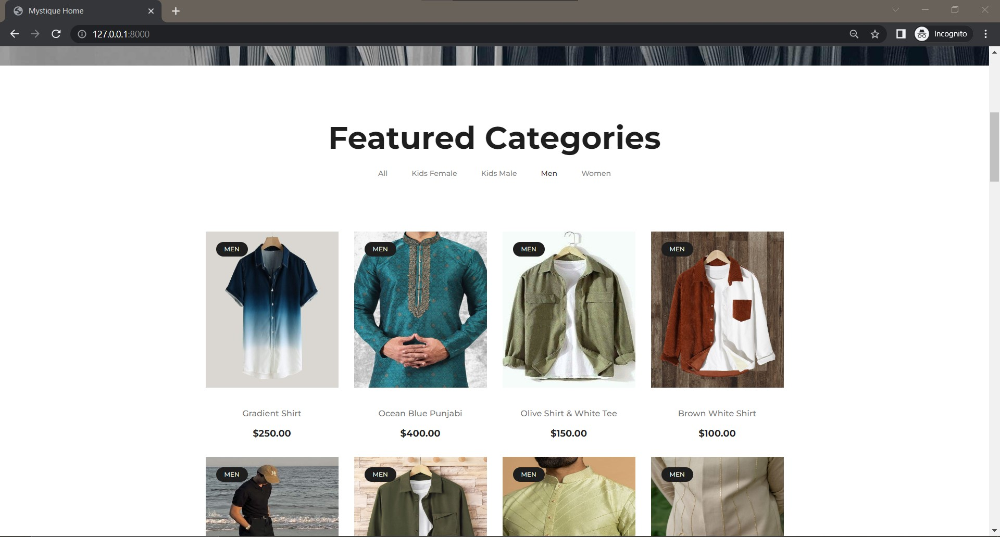 Mystique Home
127.0.0.1:8000
Incognito
Featured Categories
All Kids Female Kids Male Men Women
MEN MEN MEN MEN
Gradient Shirt Ocean Blue Punjabi Olive Shirt & White Tee Brown White Shirt
$250.00 $400.00 $150.00 $100.00
MEN MEN MEN MEN